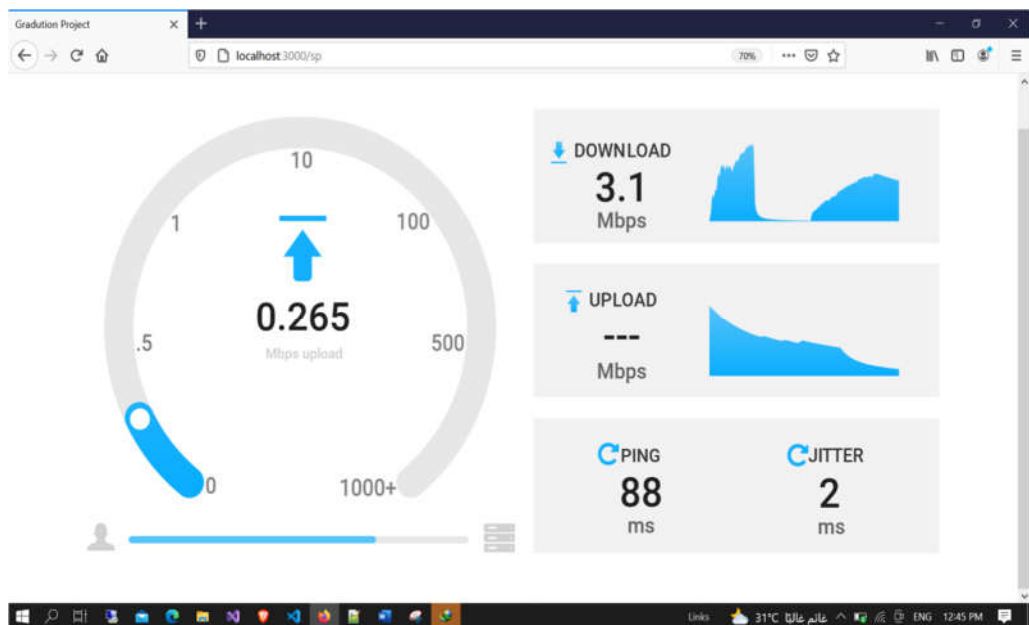 Gradution Project
localhost:3000/sp
70%
10
1
100
0.265
Mbps upload
.5
500
0
1000+
DOWNLOAD
3.1
Mbps
UPLOAD
---
Mbps
PING
88
ms
JITTER
2
ms
Links
31°C غائم غالبًا
ENG
12:45 PM